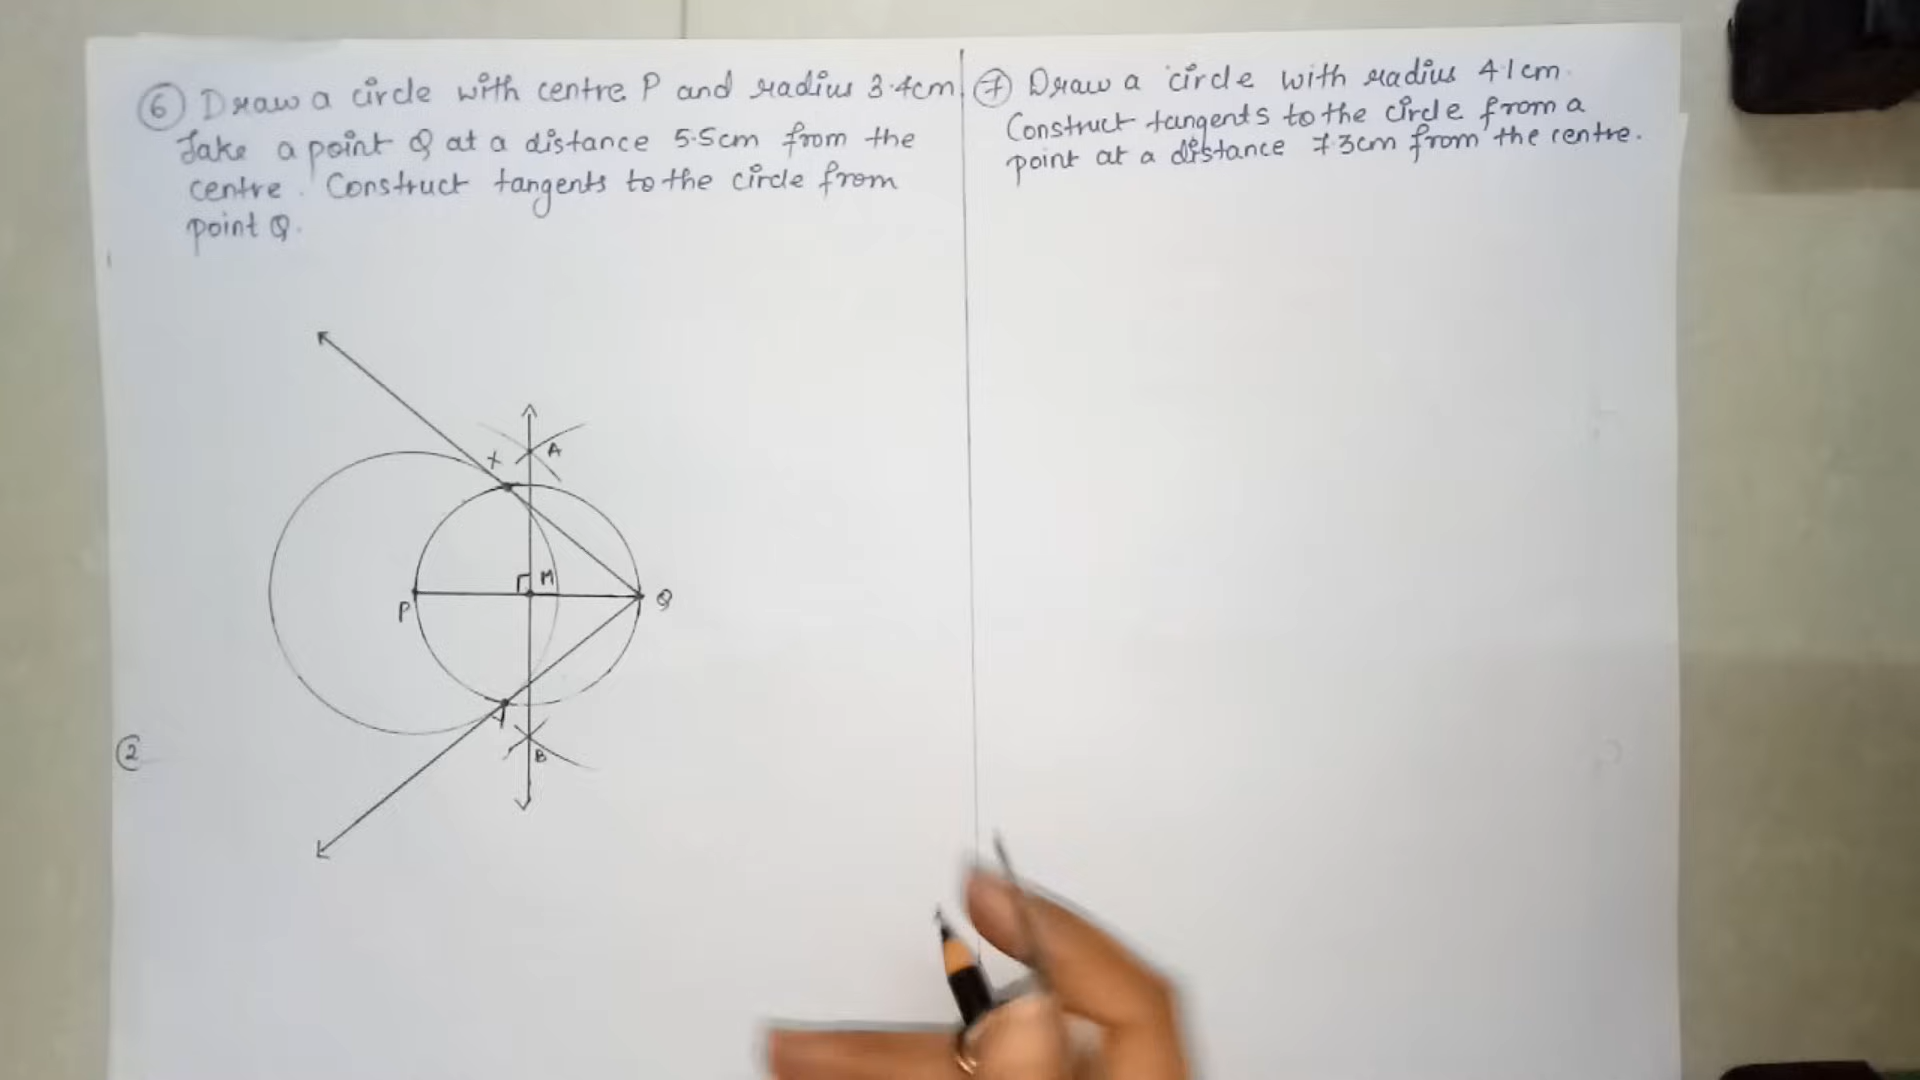 ⑥ Draw a circle with centre P and radius 3.4cm
Take a point Q at a distance 5.5cm from the
centre. Construct tangents to the circle from
point Q.
⑦ Draw a circle with radius 4.1cm.
Construct tangents to the circle from a
point at a distance 7.3cm from the centre.
X
A
M
P
Q
Y
B
②